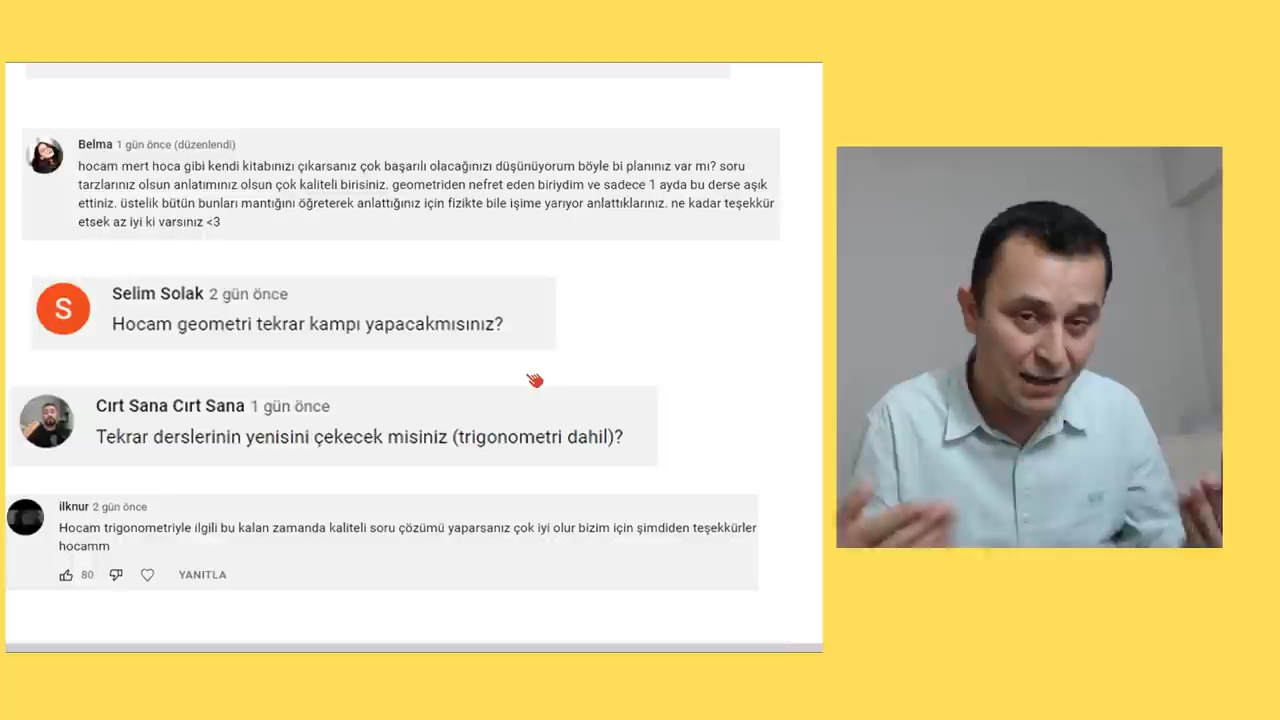 Belma 1 gün önce (düzenlendi)
hocam mert hoca gibi kendi kitabınızı çıkarsanız çok başarılı olacağınızı düşünüyorum böyle bi planınız var mı? soru
tarzlarınız olsun anlatımınız olsun çok kaliteli birisiniz. geometriden nefret eden biriydim ve sadece 1 ayda bu derse aşık
ettiniz. üstelik bütün bunları mantığını öğreterek anlattığınız için fizikte bile işime yarıyor anlattıklarınız. ne kadar teşekkür
etsek az iyi ki varsınız <3
S
Selim Solak 2 gün önce
Hocam geometri tekrar kampı yapacakmısınız?
Cırt Sana Cırt Sana 1 gün önce
Tekrar derslerinin yenisini çekecek misiniz (trigonometri dahil)?
ilknur 2 gün önce
Hocam trigonometriyle ilgili bu kalan zamanda kaliteli soru çözümü yaparsanız çok iyi olur bizim için şimdiden teşekkürler
hocamm
80 YANITLA